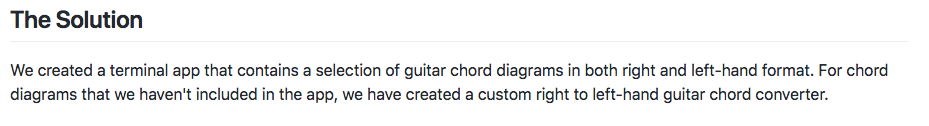 The Solution
We created a terminal app that contains a selection of guitar chord diagrams in both right and left-hand format. For chord
diagrams that we haven't included in the app, we have created a custom right to left-hand guitar chord converter.